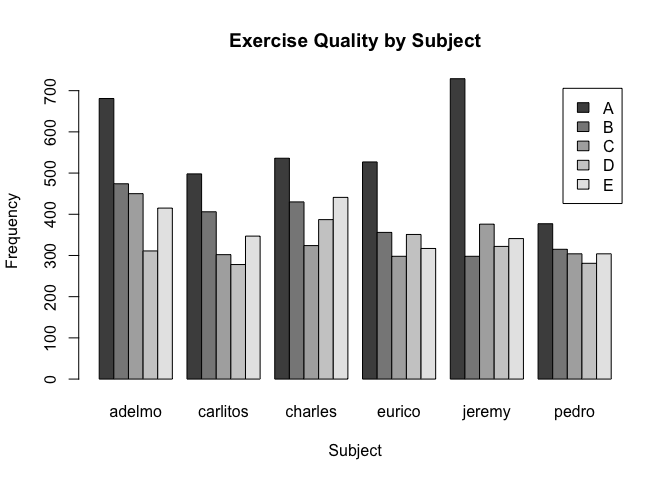 Exercise Quality by Subject
Frequency
700
600
500
400
300
200
100
0
A
B
C
D
E
adelmo carlitos charles eurico jeremy pedro
Subject